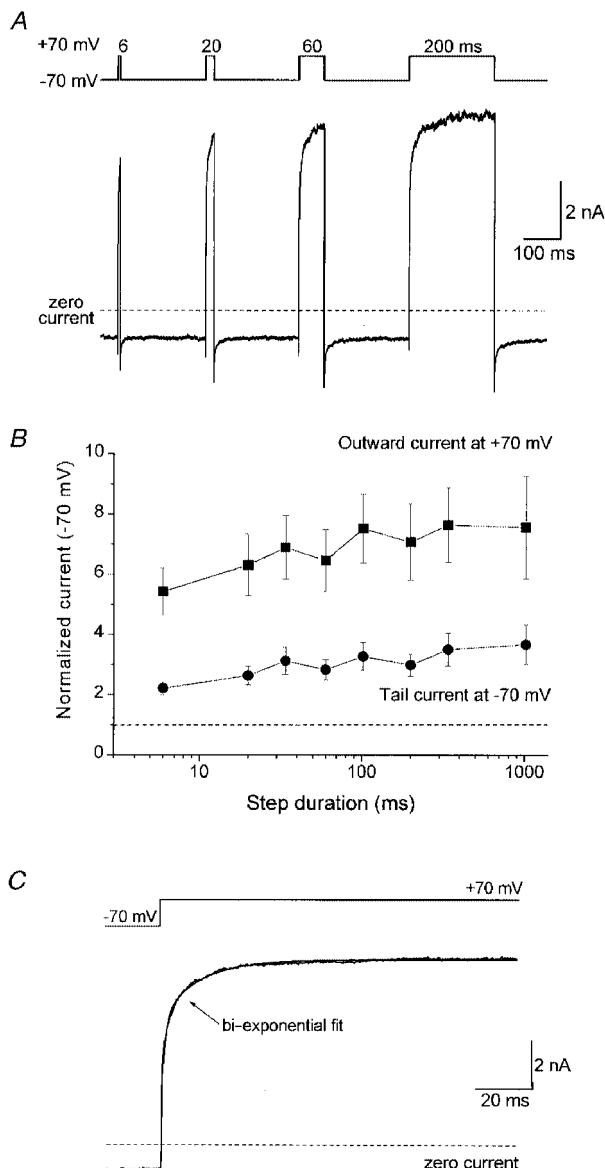 A
+70 mV 6 20 60 200 ms
-70 mV
2 nA
100 ms
zero
current
B
10
8
6
4
2
0
Normalized current (-70 mV)
Outward current at +70 mV
Tail current at -70 mV
10 100 1000
Step duration (ms)
C
+70 mV
-70 mV
bi-exponential fit
2 nA
20 ms
zero current